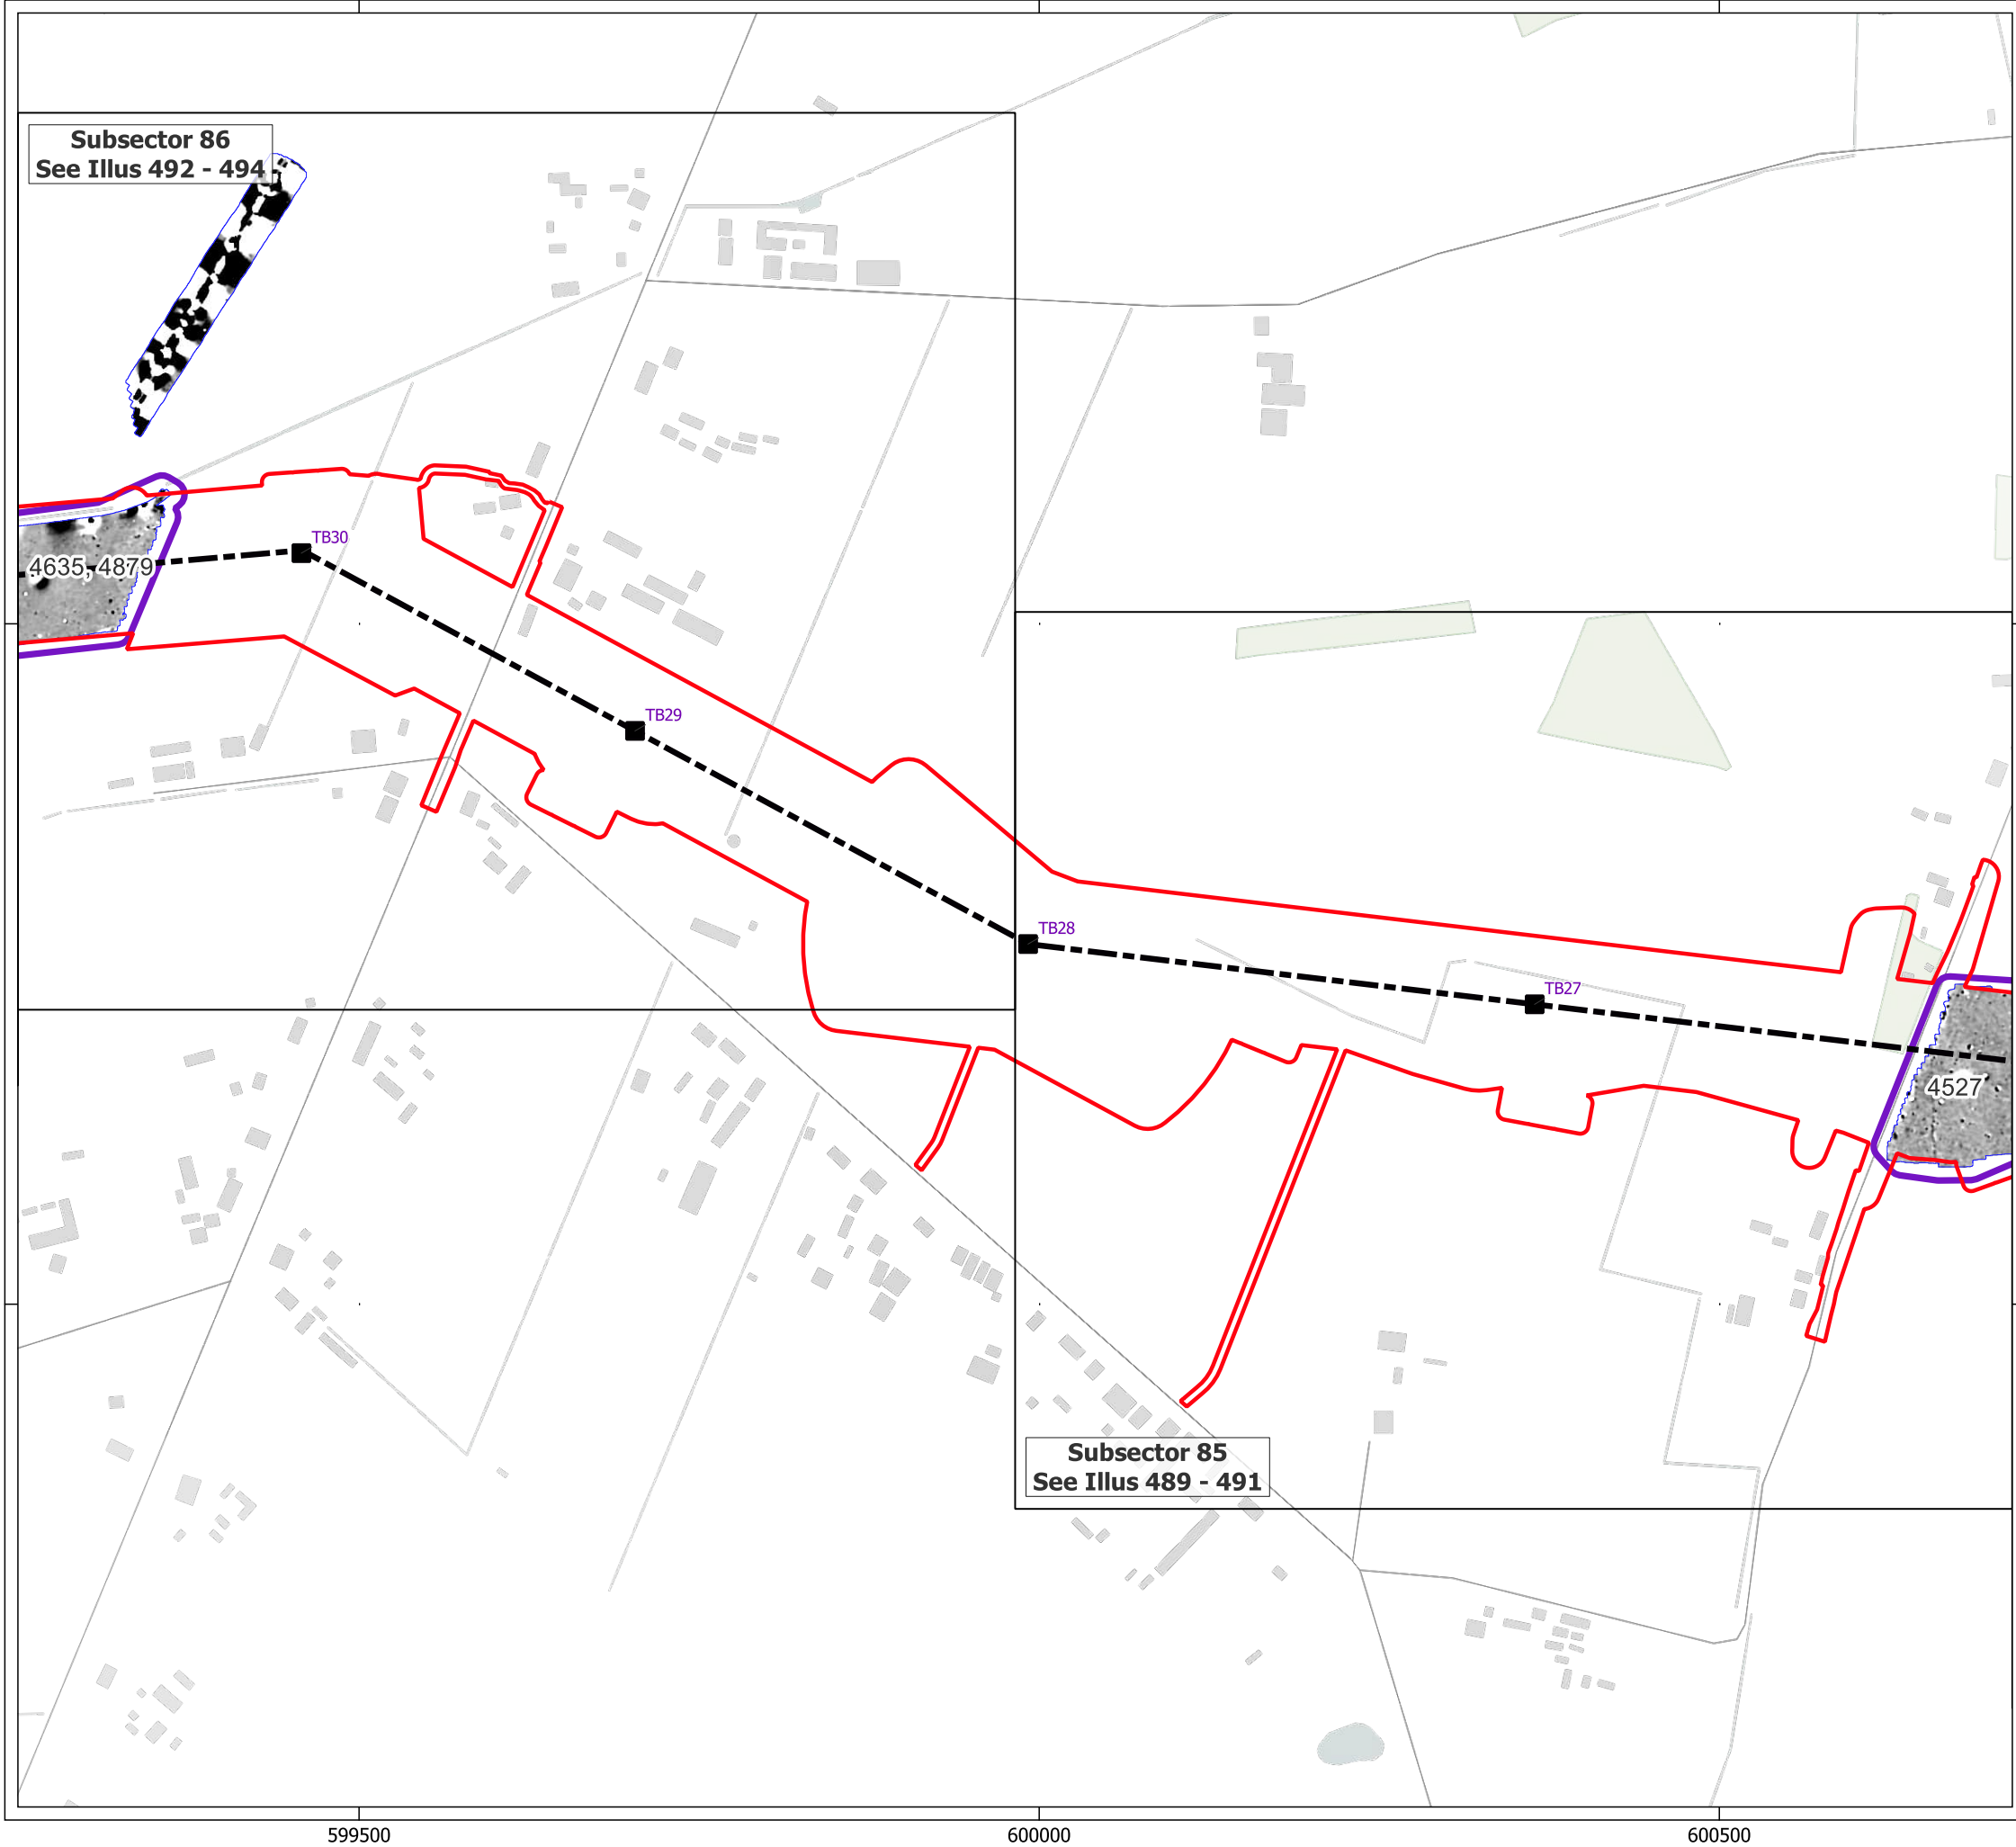 Subsector 86
See Illus 492 - 494
TB30
4635, 4879
TB29
TB28
TB27
4527
Subsector 85
See Illus 489 - 491
599500
600000
600500